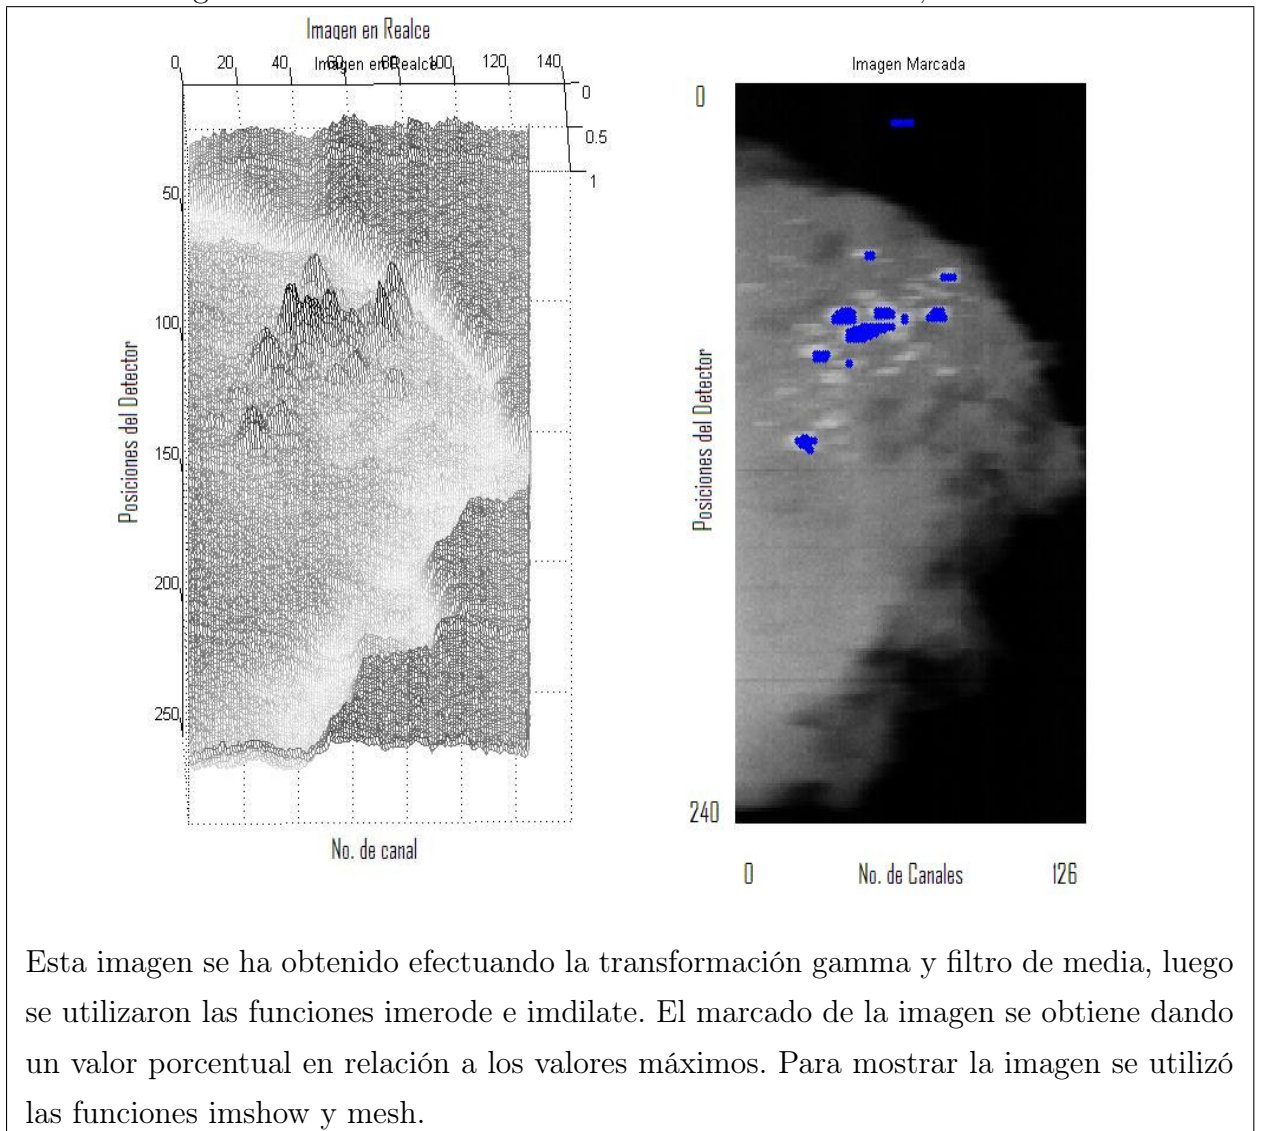 Imagen en Realce
0 20 40 60 80 100 120 140
Imagen en Realce
0
0.5
1
50
100
150
200
250
Posiciones del Detector
No. de canal
Imagen Marcada
0
Posiciones del Detector
240
0 No. de Canales 126
Esta imagen se ha obtenido efectuando la transformación gamma y filtro de media, luego
se utilizaron las funciones imerode e imdilate. El marcado de la imagen se obtiene dando
un valor porcentual en relación a los valores máximos. Para mostrar la imagen se utilizó
las funciones imshow y mesh.